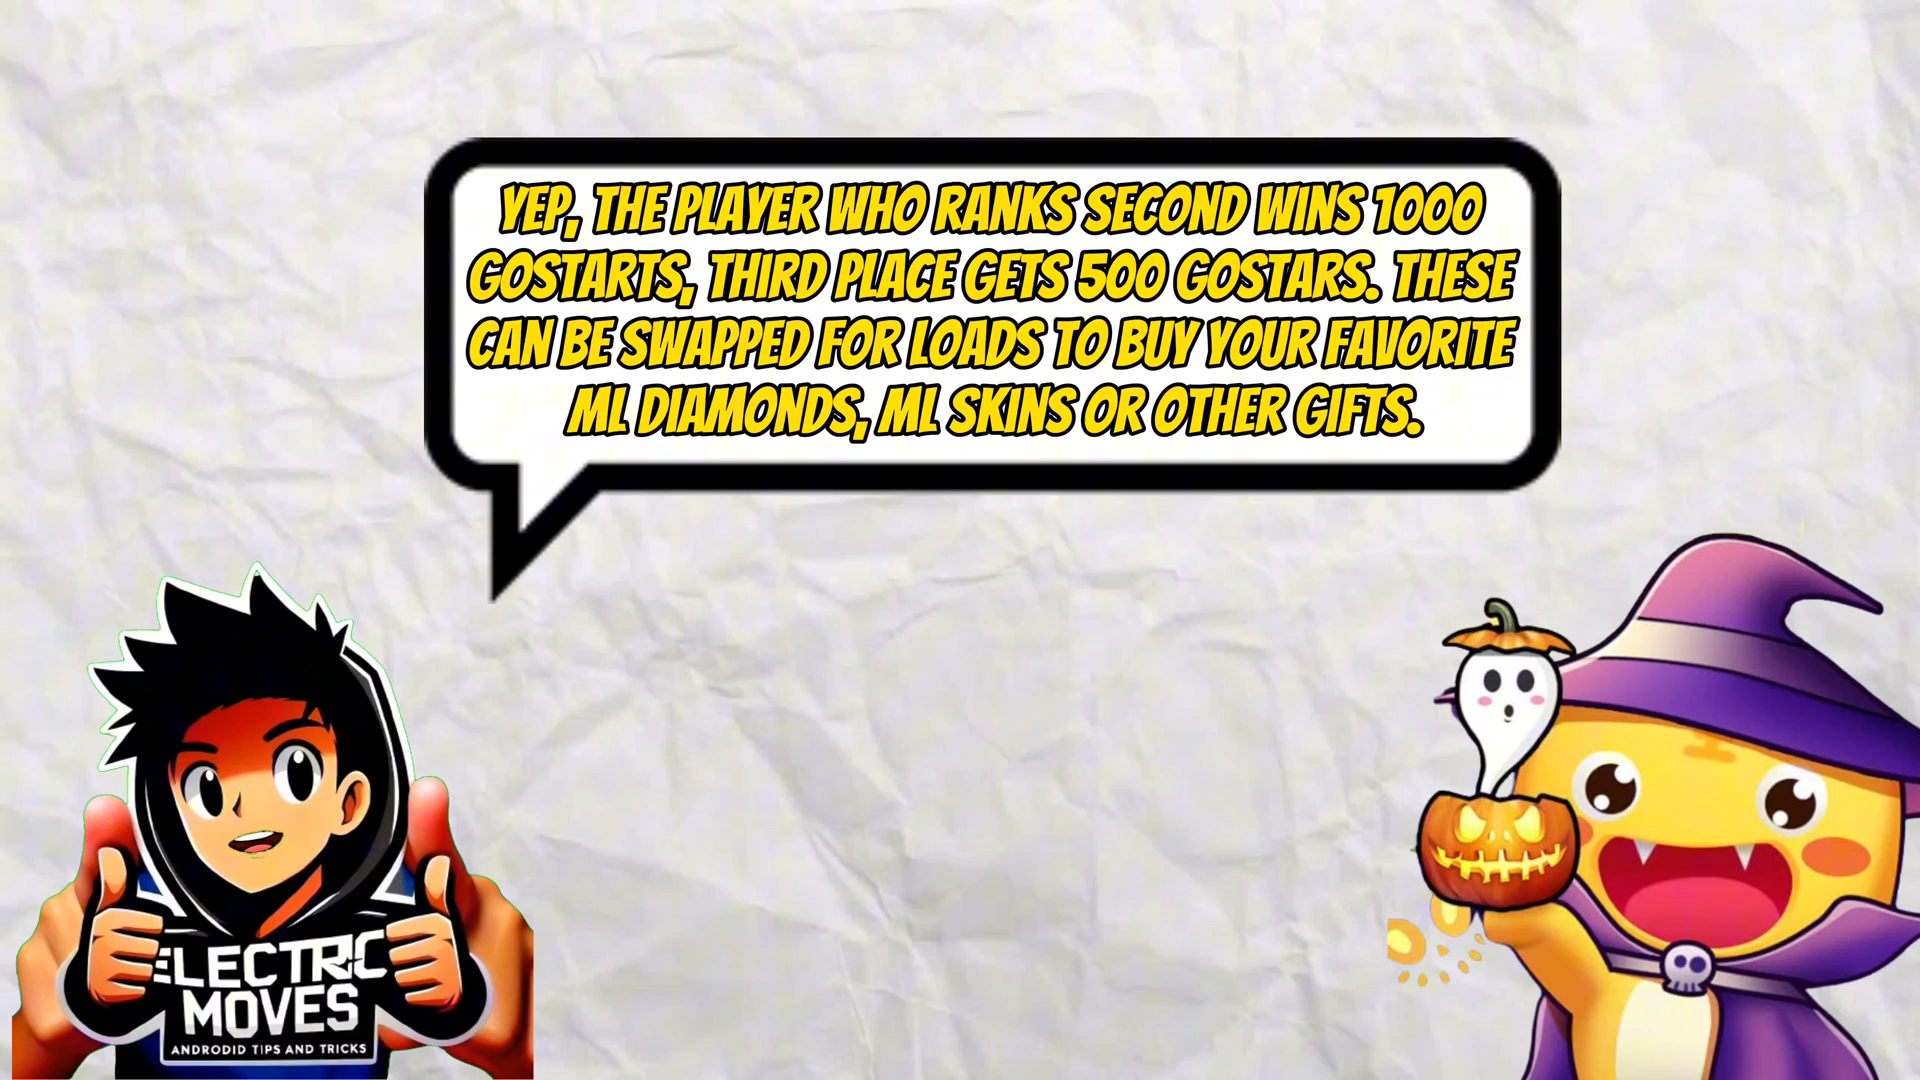 YEP, THE PLAYER WHO RANKS SECOND WINS 1000
GOSTARTS, THIRD PLACE GETS 500 GOSTARS. THESE
CAN BE SWAPPED FOR LOADS TO BUY YOUR FAVORITE
ML DIAMONDS, ML SKINS OR OTHER GIFTS.
ELECTRIC
MOVES
ANDRODID TIPS AND TRICKS